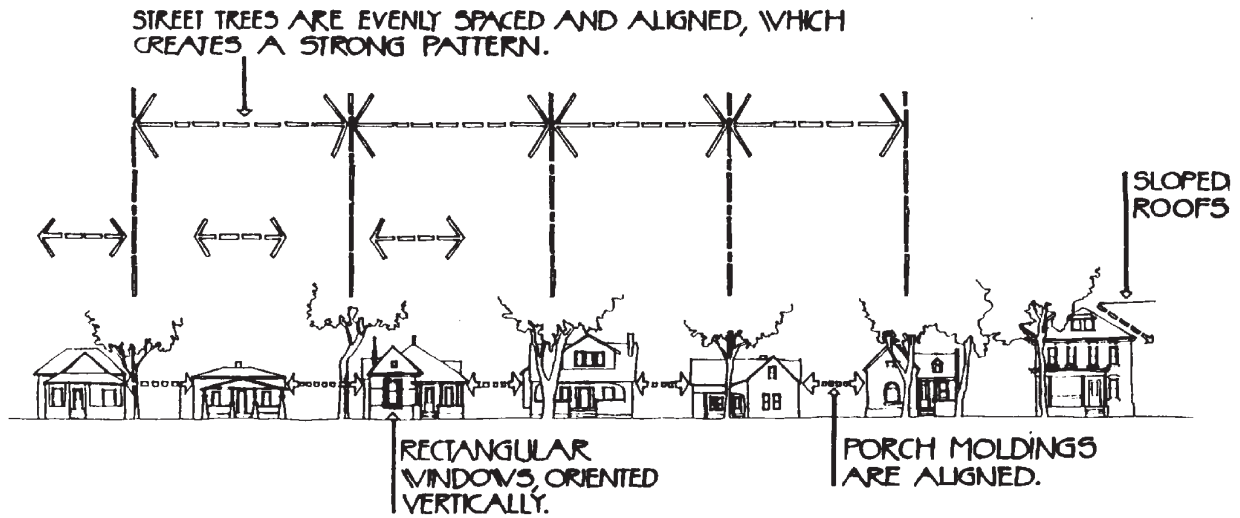 STREET TREES ARE EVENLY SPACED AND ALIGNED, WHICH
CREATES A STRONG PATTERN.
SLOPED
ROOFS
RECTANGULAR
WINDOWS, ORIENTED
VERTICALLY.
PORCH MOLDINGS
ARE ALIGNED.